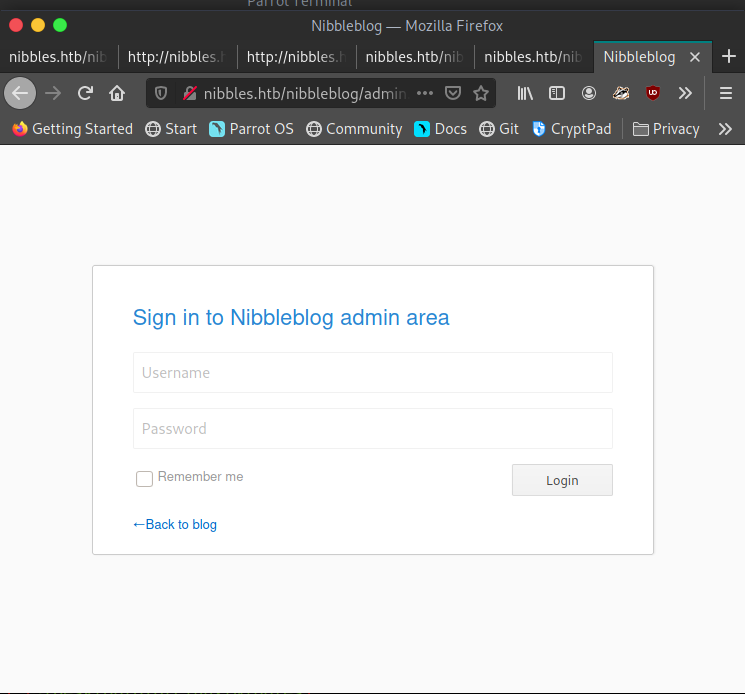 Parrot Terminal
Nibbleblog — Mozilla Firefox
nibbles.htb/nib http://nibbles. http://nibbles.h nibbles.htb/nib nibbles.htb/nib Nibbleblog
nibbles.htb/nibbleblog/admin
Getting Started Start Parrot OS Community Docs Git CryptPad Privacy
Sign in to Nibbleblog admin area
Username
Password
Remember me Login
←Back to blog